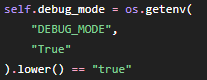 self.debug_mode = os.getenv(
    "DEBUG_MODE",
    "True"
).lower() == "true"